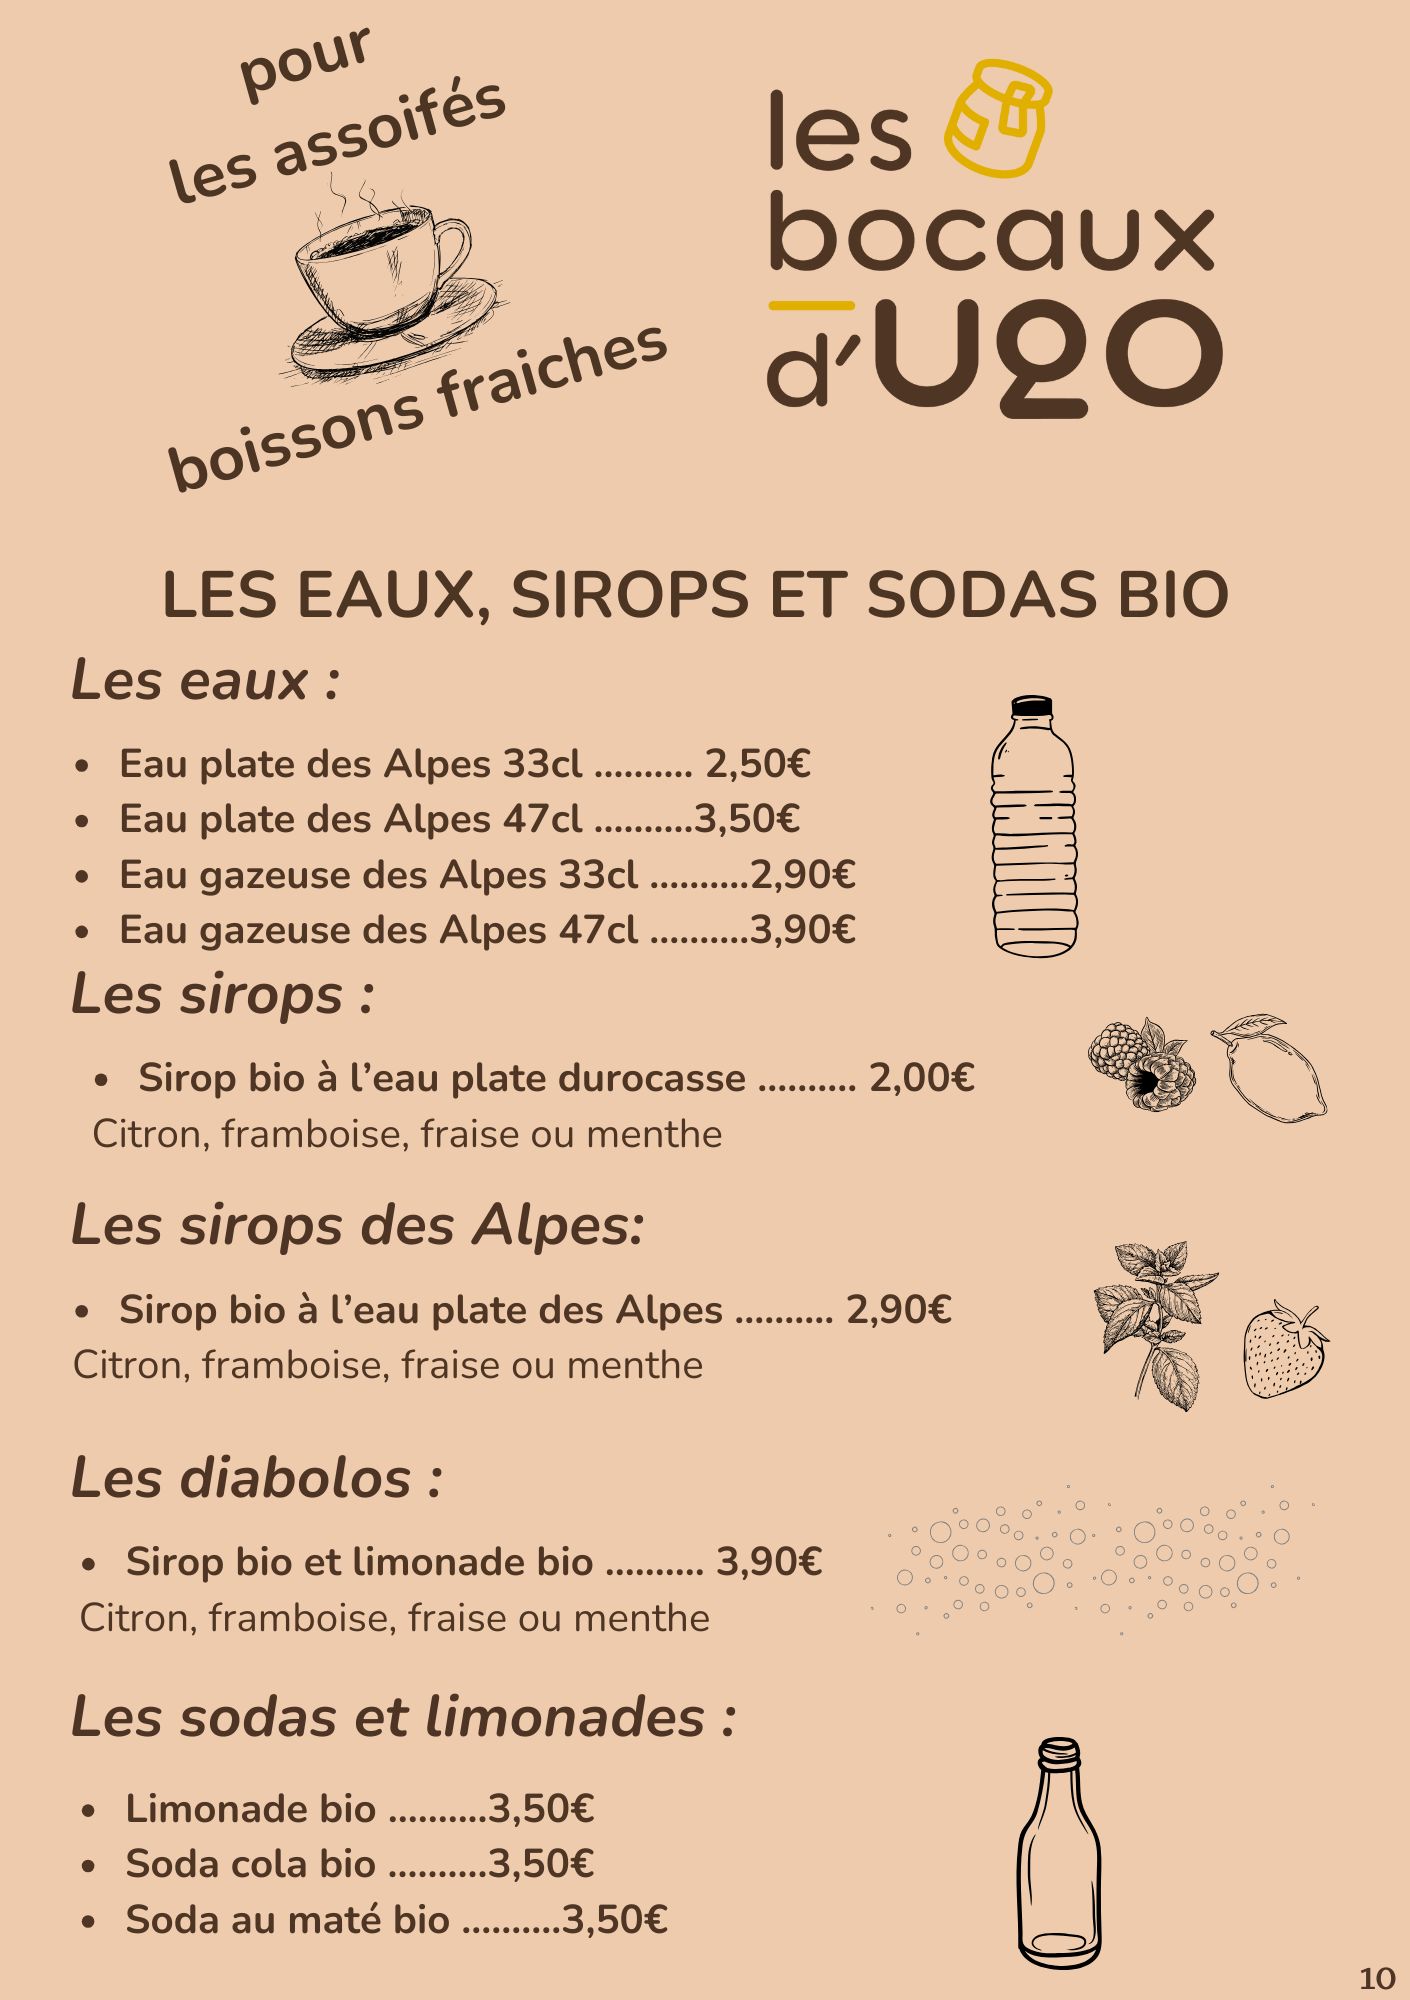 pour
les assoifés
boissons fraiches
les
bocaux
d'UgO
LES EAUX, SIROPS ET SODAS BIO
Les eaux :
• Eau plate des Alpes 33cl .......... 2,50€
• Eau plate des Alpes 47cl ..........3,50€
• Eau gazeuse des Alpes 33cl ..........2,90€
• Eau gazeuse des Alpes 47cl ..........3,90€
Les sirops :
• Sirop bio à l’eau plate durocasse .......... 2,00€
Citron, framboise, fraise ou menthe
Les sirops des Alpes:
• Sirop bio à l’eau plate des Alpes .......... 2,90€
Citron, framboise, fraise ou menthe
Les diabolos :
• Sirop bio et limonade bio .......... 3,90€
Citron, framboise, fraise ou menthe
Les sodas et limonades :
• Limonade bio ..........3,50€
• Soda cola bio ..........3,50€
• Soda au maté bio ..........3,50€
10